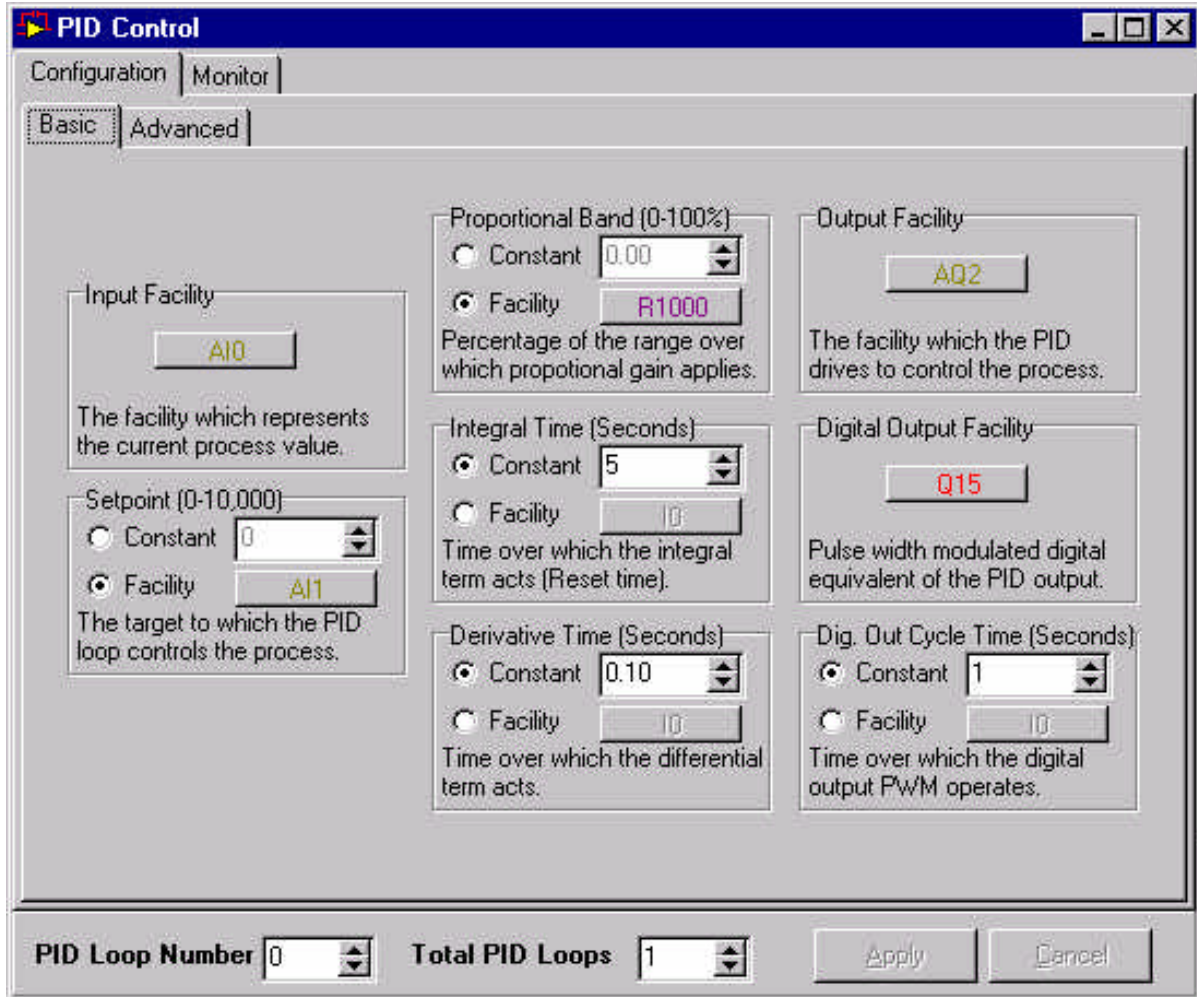 PID Control
Configuration
Monitor
Basic
Advanced
Input Facility
AI0
The facility which represents
the current process value.
Setpoint (0-10,000)
Constant 0
Facility AI1
The target to which the PID
loop controls the process.
Proportional Band (0-100%)
Constant 0.00
Facility R1000
Percentage of the range over
which propotional gain applies.
Integral Time (Seconds)
Constant 5
Facility I0
Time over which the integral
term acts (Reset time).
Derivative Time (Seconds)
Constant 0.10
Facility I0
Time over which the differential
term acts.
Output Facility
AQ2
The facility which the PID
drives to control the process.
Digital Output Facility
Q15
Pulse width modulated digital
equivalent of the PID output.
Dig. Out Cycle Time (Seconds)
Constant 1
Facility I0
Time over which the digital
output PWM operates.
PID Loop Number 0
Total PID Loops 1
Apply
Cancel